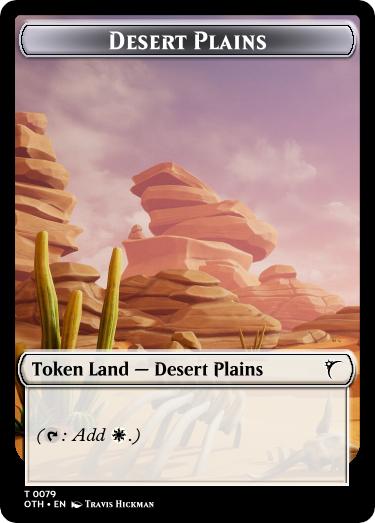 Desert Plains
Token Land — Desert Plains
(: Add .)
T 0079
OTH • EN Travis Hickman